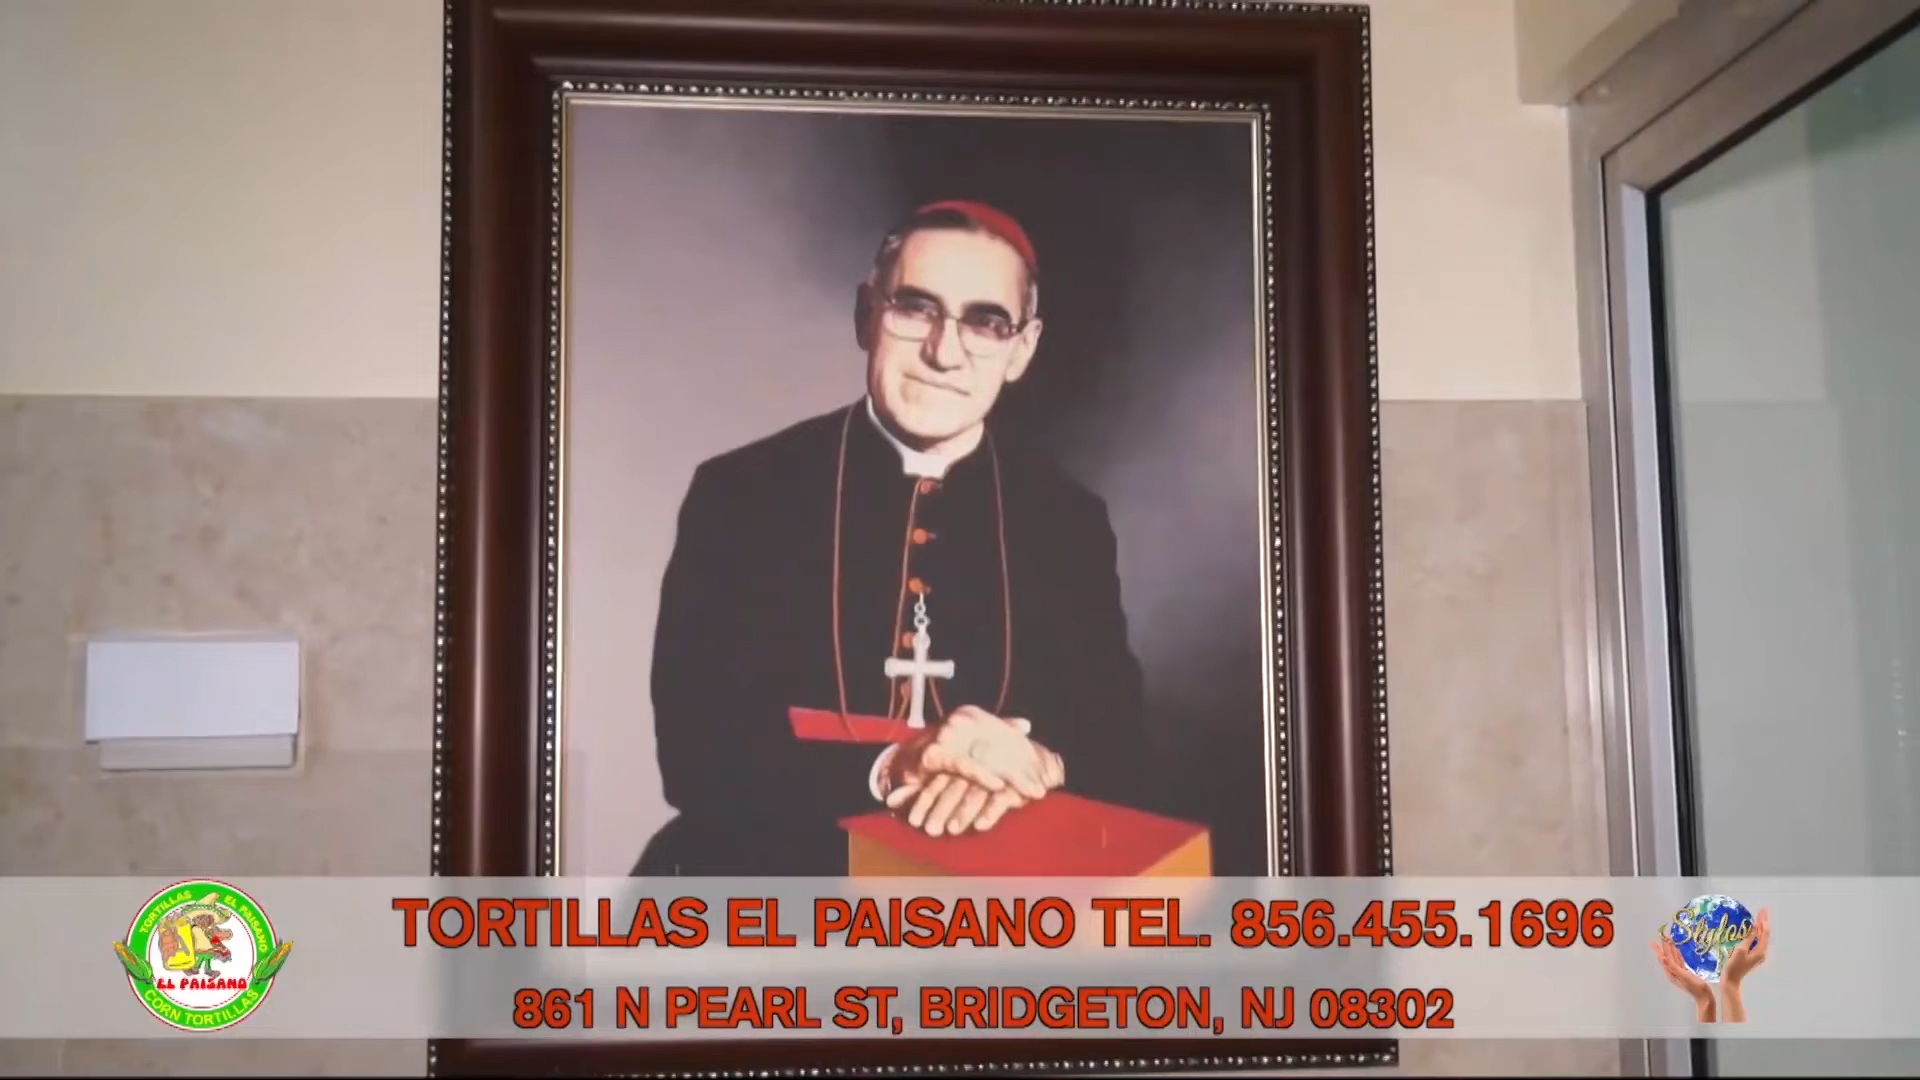 TORTILLAS EL PAISANO TEL. 856.455.1696
861 N PEARL ST, BRIDGETON, NJ 08302
TORTILLAS EL PAISANO
EL PAISANO
CORN TORTILLAS
Stylos